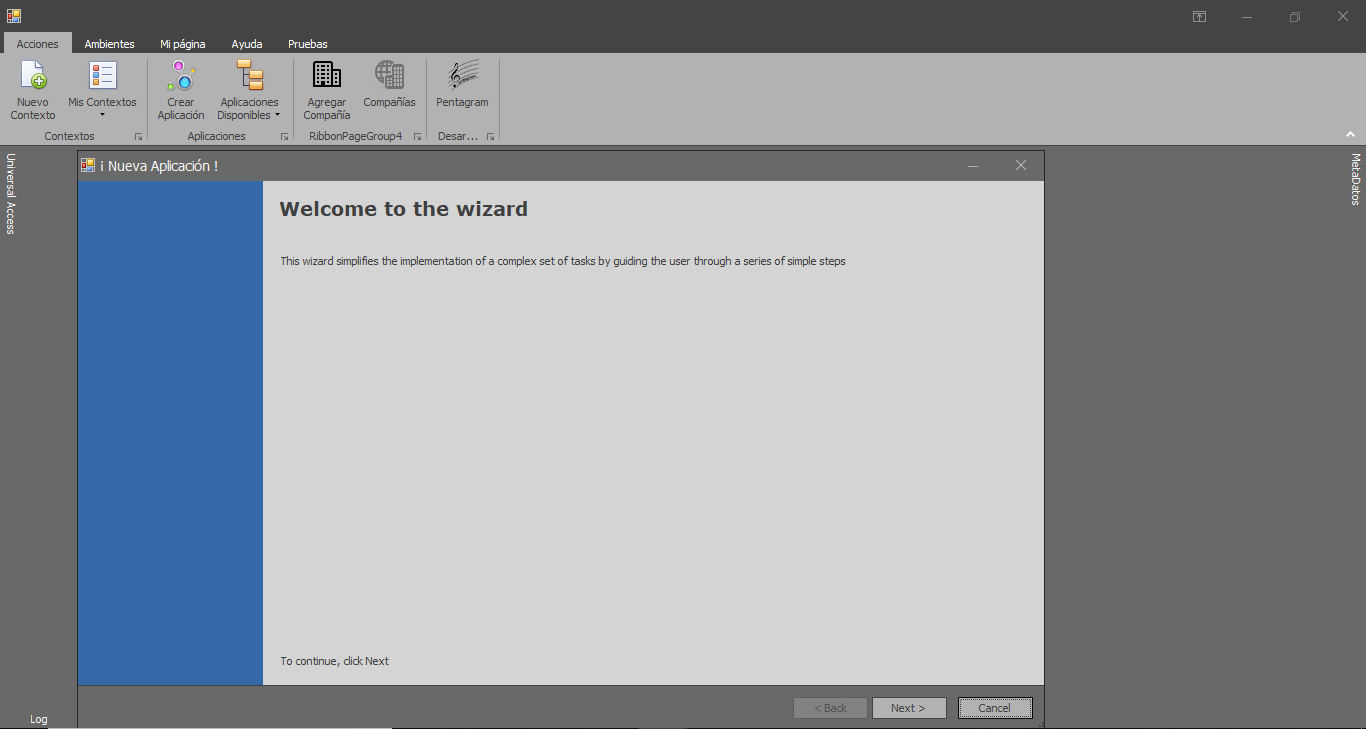 Acciones Ambientes Mi página Ayuda Pruebas
Nuevo Contexto
Mis Contextos
Crear Aplicación
Aplicaciones Disponibles
Agregar Compañía
Compañías
Pentagram
Contextos Aplicaciones RibbonPageGroup4 Desar...
Universal Access
MetaDatos
¡ Nueva Aplicación !
Welcome to the wizard
This wizard simplifies the implementation of a complex set of tasks by guiding the user through a series of simple steps
To continue, click Next
< Back Next > Cancel
Log